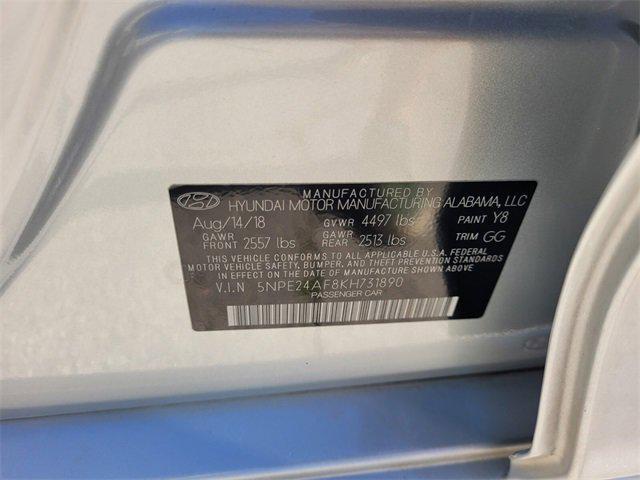 MANUFACTURED BY
HYUNDAI MOTOR MANUFACTURING ALABAMA, LLC
Aug/14/18 GVWR 4497 lbs PAINT Y8
GAWR FRONT 2557 lbs GAWR REAR 2513 lbs TRIM GG
THIS VEHICLE CONFORMS TO ALL APPLICABLE U.S.A. FEDERAL
MOTOR VEHICLE SAFETY, BUMPER, AND THEFT PREVENTION
STANDARDS IN EFFECT ON THE DATE OF MANUFACTURE SHOWN ABOVE
V.I.N 5NPE24AF8KH731890
PASSENGER CAR